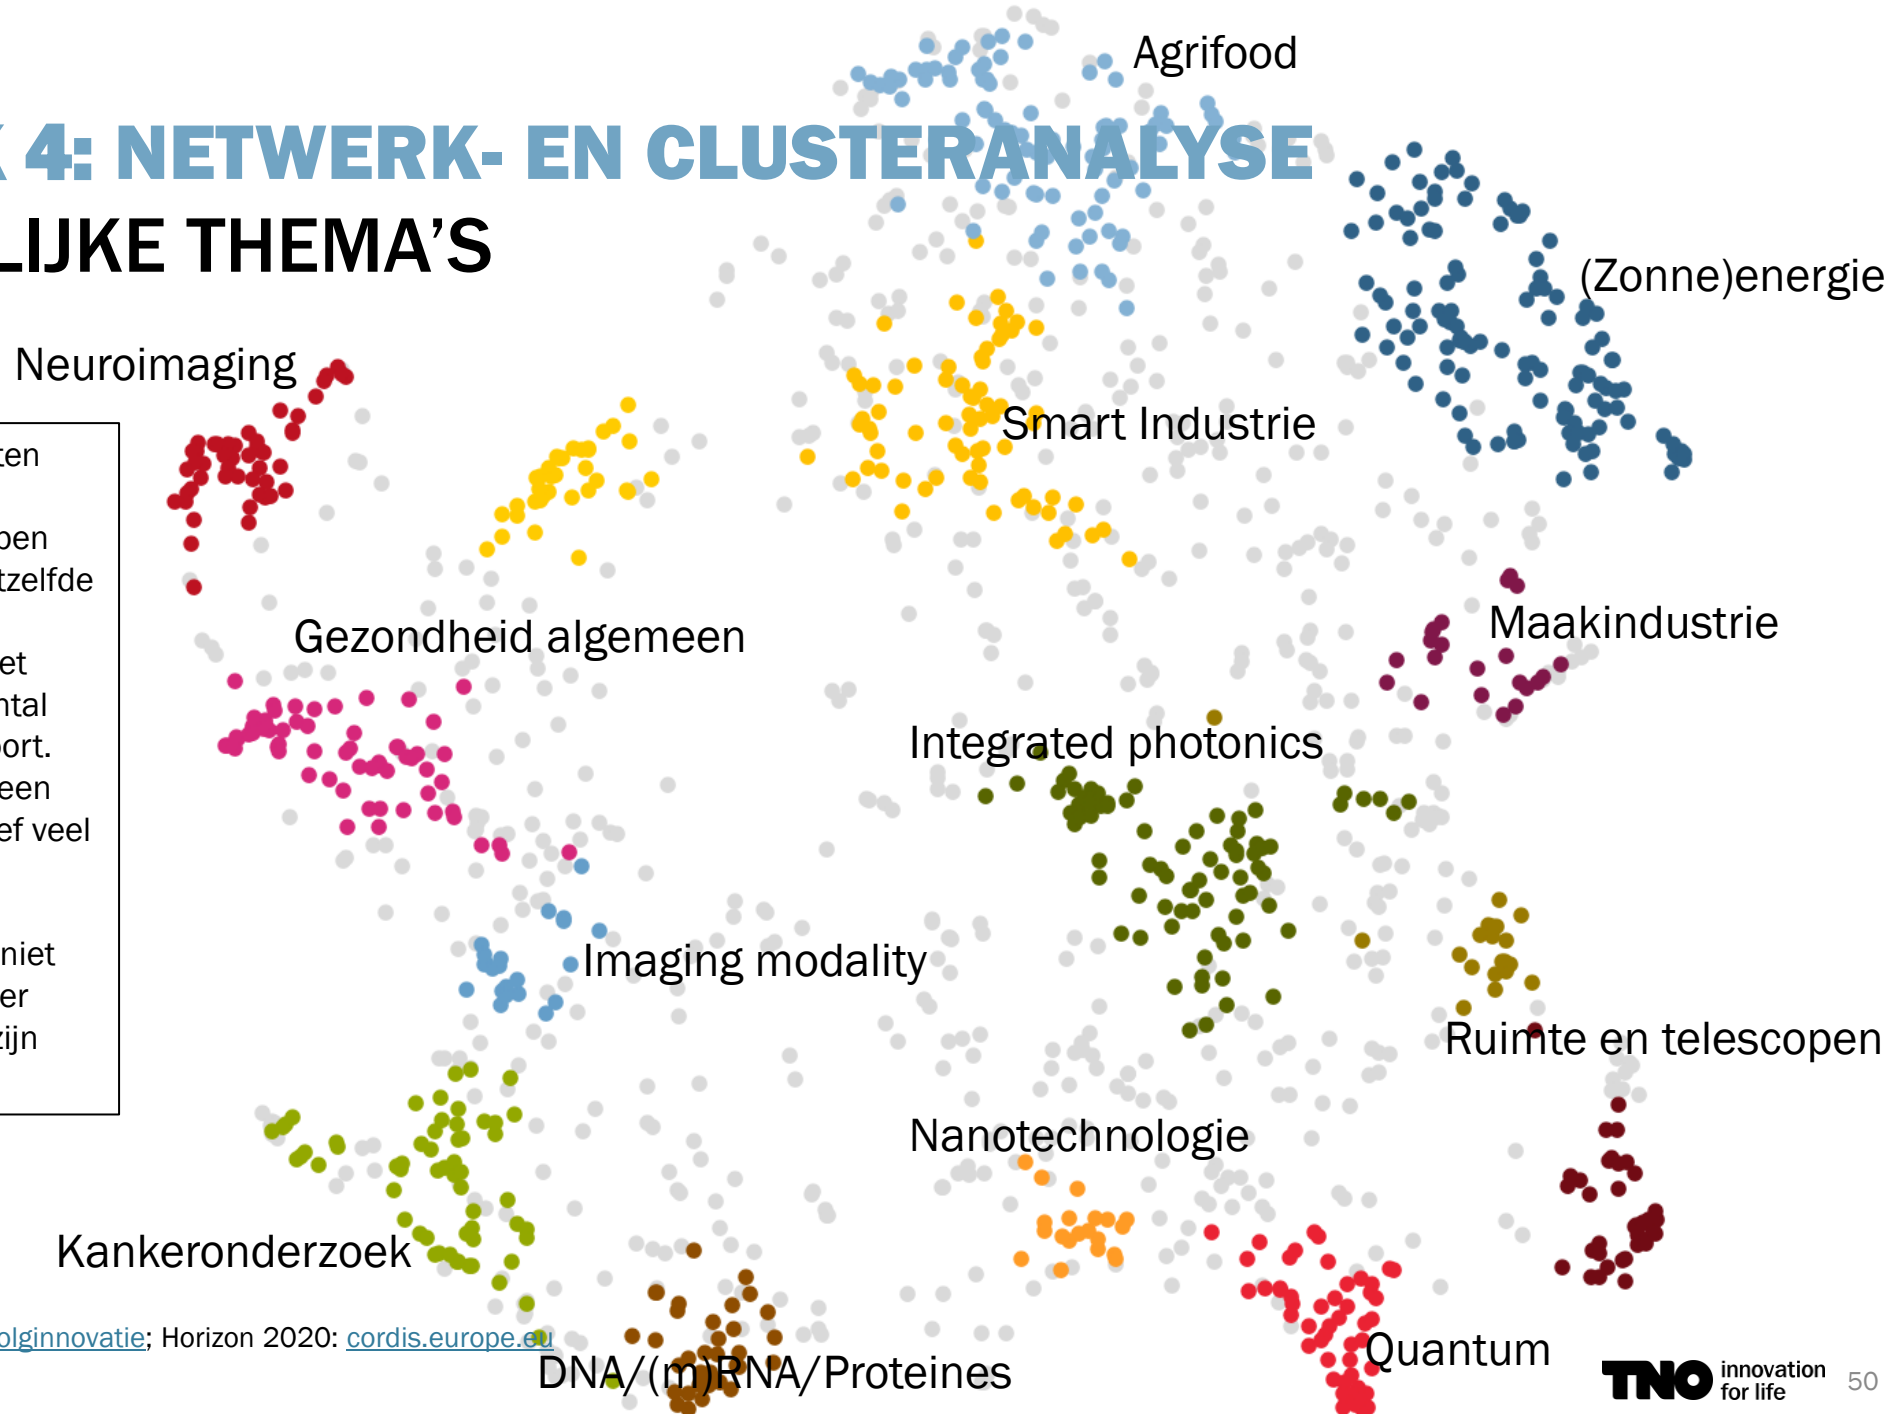 4: NETWERK- EN CLUSTERANALYSE
LIJKE THEMA'S
Agrifood
(Zonne)energie
Neuroimaging
Smart Industrie
ten
pen
tzelfde
et
ntal
ort.
een
ef veel
niet
er
zijn
Gezondheid algemeen
Maakindustrie
Integrated photonics
Imaging modality
Ruimte en telescopen
Nanotechnologie
Kankeronderzoek
olginnovatie; Horizon 2020: cordis.europe.eu
DNA/(m)RNA/Proteines
Quantum
TNO innovation
for life
50